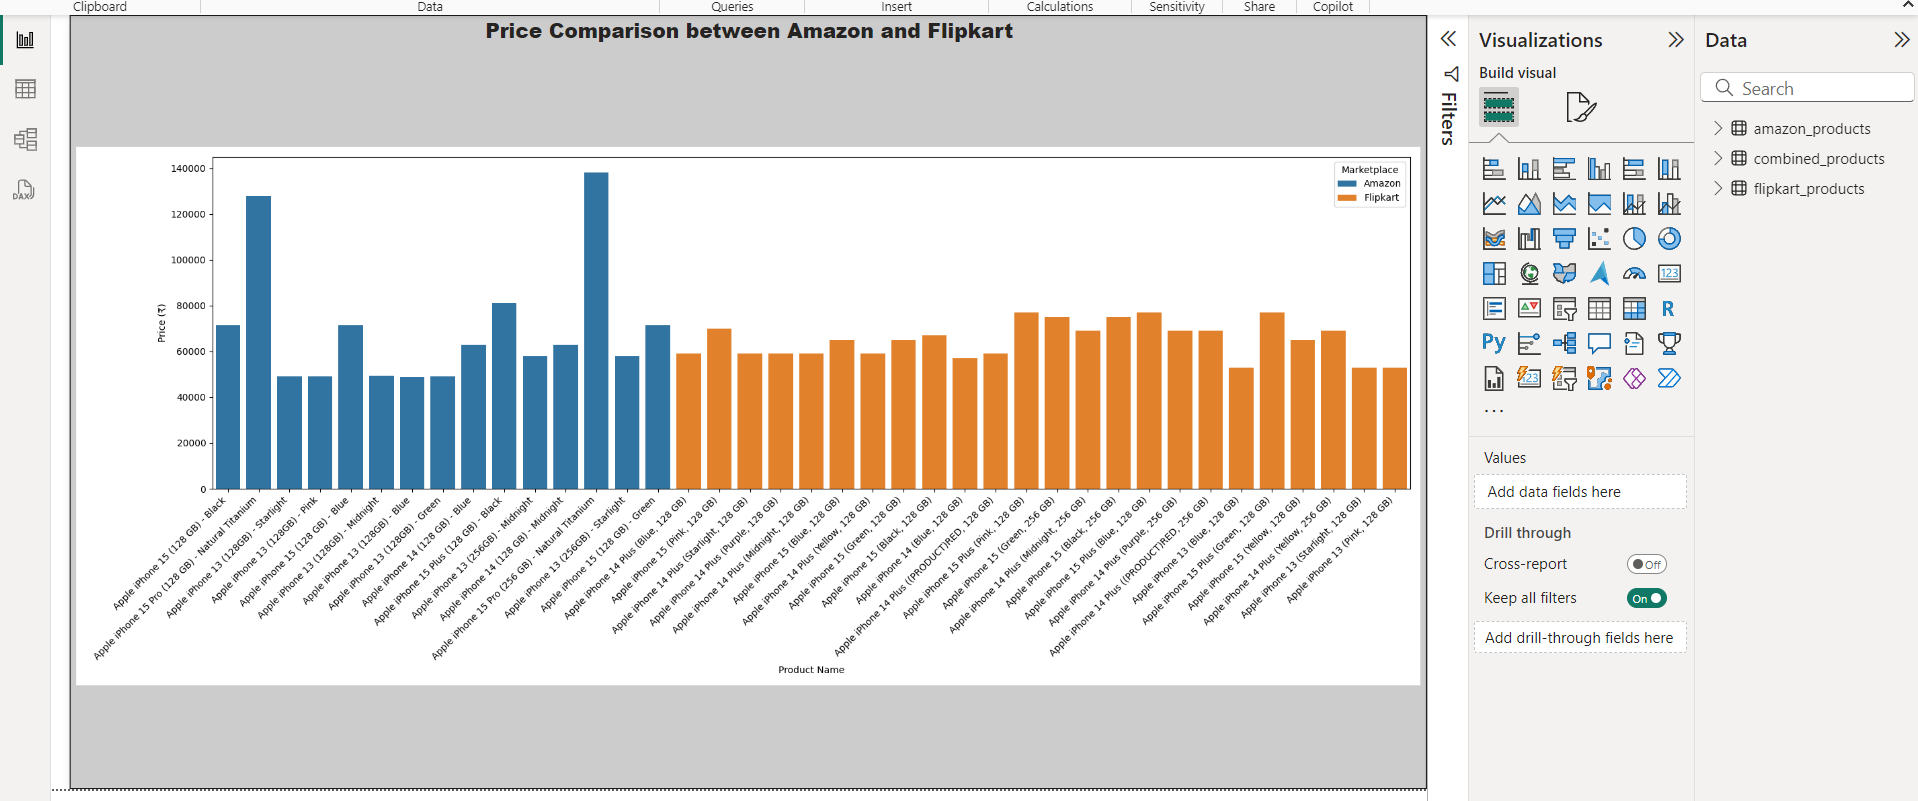 Clipboard
Data
Queries
Insert
Calculations
Sensitivity
Share
Copilot
Price Comparison between Amazon and Flipkart
140000
120000
100000
80000
60000
40000
20000
0
Price (₹)
Marketplace
Amazon
Flipkart
Apple iPhone 15 (128 GB) - Black
Apple iPhone 15 Pro (128 GB) - Natural Titanium
Apple iPhone 13 (128GB) - Starlight
Apple iPhone 13 (128GB) - Pink
Apple iPhone 15 (128 GB) - Blue
Apple iPhone 13 (128GB) - Midnight
Apple iPhone 13 (128GB) - Blue
Apple iPhone 13 (128GB) - Green
Apple iPhone 14 (128 GB) - Blue
Apple iPhone 15 Plus (128 GB) - Black
Apple iPhone 13 (256GB) - Midnight
Apple iPhone 14 (128 GB) - Midnight
Apple iPhone 15 Pro (256 GB) - Natural Titanium
Apple iPhone 13 (256GB) - Starlight
Apple iPhone 15 (128 GB) - Green
Apple iPhone 14 Plus (Blue, 128 GB)
Apple iPhone 15 (Pink, 128 GB)
Apple iPhone 14 Plus (Starlight, 128 GB)
Apple iPhone 14 Plus (Purple, 128 GB)
Apple iPhone 14 Plus (Midnight, 128 GB)
Apple iPhone 15 (Blue, 128 GB)
Apple iPhone 14 Plus (Yellow, 128 GB)
Apple iPhone 15 (Green, 128 GB)
Apple iPhone 15 (Black, 128 GB)
Apple iPhone 14 (Blue, 128 GB)
Apple iPhone 14 Plus ((PRODUCT)RED, 128 GB)
Apple iPhone 15 Plus (Pink, 128 GB)
Apple iPhone 15 (Green, 256 GB)
Apple iPhone 14 Plus (Midnight, 256 GB)
Apple iPhone 15 (Black, 256 GB)
Apple iPhone 15 Plus (Blue, 128 GB)
Apple iPhone 14 Plus (Purple, 256 GB)
Apple iPhone 14 Plus ((PRODUCT)RED, 256 GB)
Apple iPhone 13 (Blue, 128 GB)
Apple iPhone 15 Plus (Green, 128 GB)
Apple iPhone 15 (Yellow, 128 GB)
Apple iPhone 14 Plus (Yellow, 256 GB)
Apple iPhone 13 (Starlight, 128 GB)
Apple iPhone 13 (Pink, 128 GB)
Product Name
Filters
Visualizations
Build visual
123
R
Py
123
...
Values
Add data fields here
Drill through
Cross-report
Off
Keep all filters
On
Add drill-through fields here
Data
Search
amazon_products
combined_products
flipkart_products
DAX